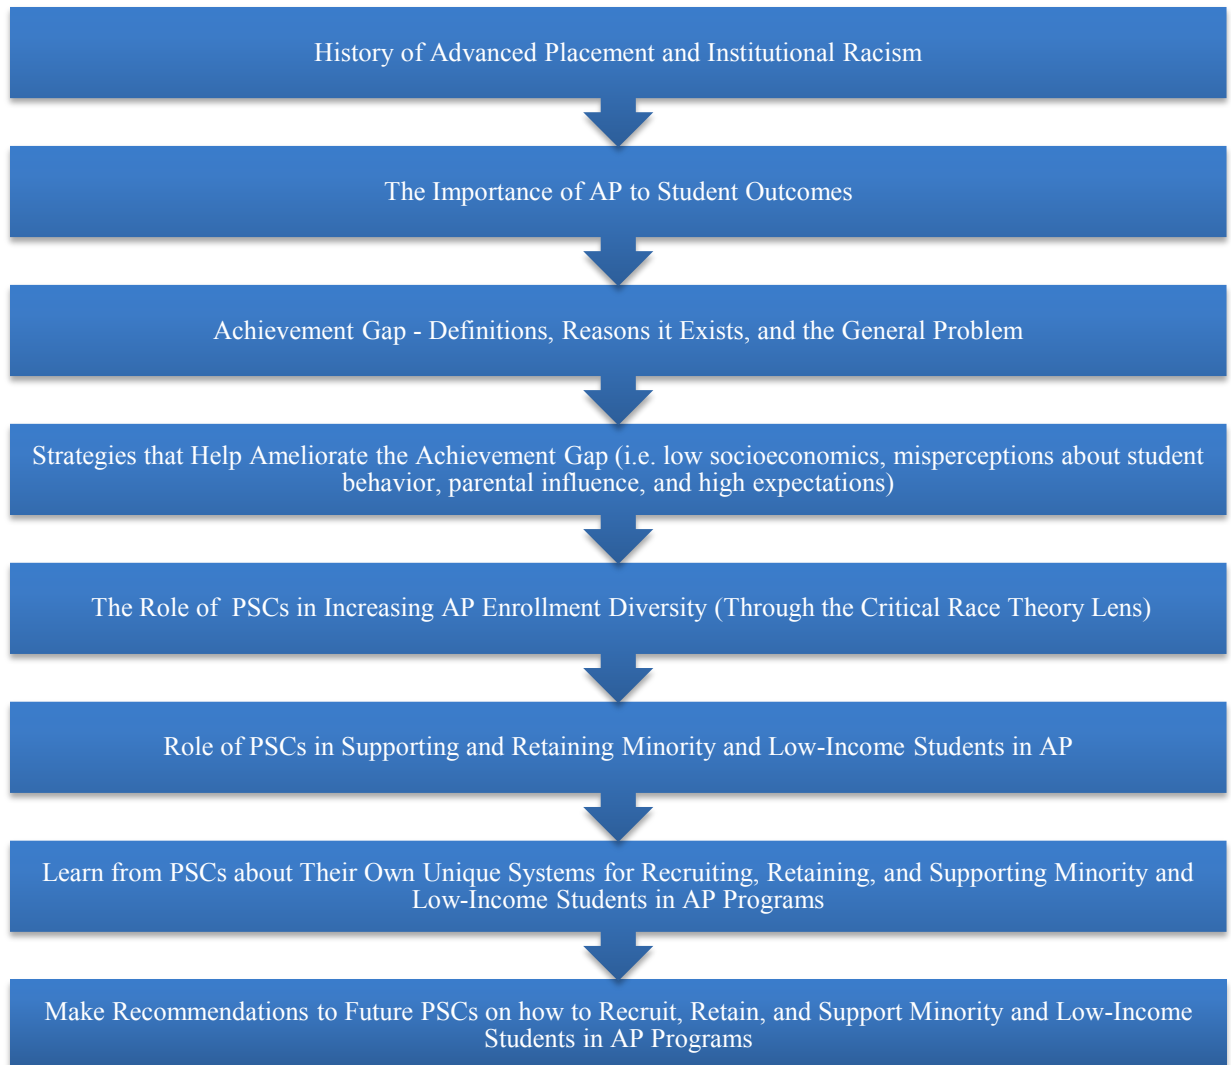 History of Advanced Placement and Institutional Racism
The Importance of AP to Student Outcomes
Achievement Gap - Definitions, Reasons it Exists, and the General Problem
Strategies that Help Ameliorate the Achievement Gap (i.e. low socioeconomics, misperceptions about student
behavior, parental influence, and high expectations)
The Role of  PSCs in Increasing AP Enrollment Diversity (Through the Critical Race Theory Lens)
Role of PSCs in Supporting and Retaining Minority and Low-Income Students in AP
Learn from PSCs about Their Own Unique Systems for Recruiting, Retaining, and Supporting Minority and
Low-Income Students in AP Programs
Make Recommendations to Future PSCs on how to Recruit, Retain, and Support Minority and Low-Income
Students in AP Programs